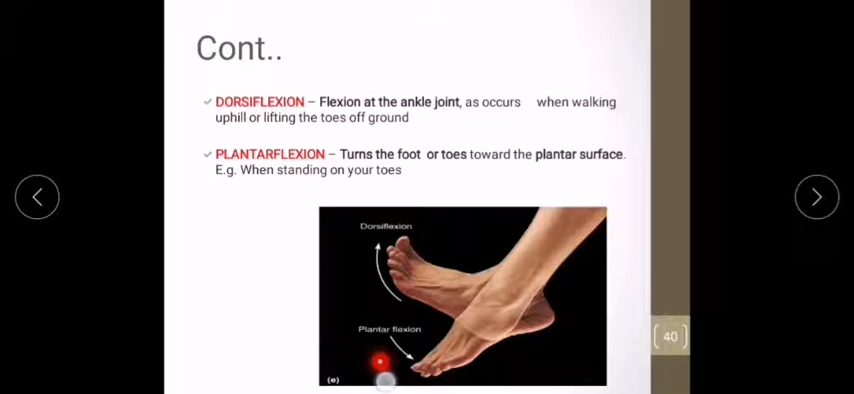 Cont..
DORSIFLEXION – Flexion at the ankle joint, as occurs when walking
uphill or lifting the toes off ground
PLANTARFLEXION – Turns the foot or toes toward the plantar surface.
E.g. When standing on your toes
Dorsiflexion
Plantar flexion
(e)
40